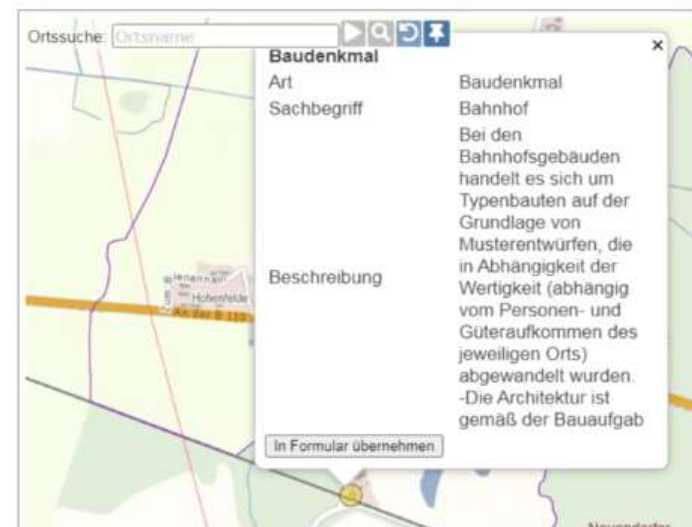 Ortssuche: Ortsname
×
Baudenkmal
Art Baudenkmal
Sachbegriff Bahnhof
Beschreibung
Bei den
Bahnhofsgebäuden
handelt es sich um
Typenbauten auf der
Grundlage von
Musterentwürfen, die
in Abhängigkeit der
Wertigkeit (abhängig
vom Personen- und
Güteraufkommen des
jeweiligen Orts)
abgewandelt wurden.
-Die Architektur ist
gemäß der Bauaufgab
In Formular übernehmen
Hohenfelde
An der B 110